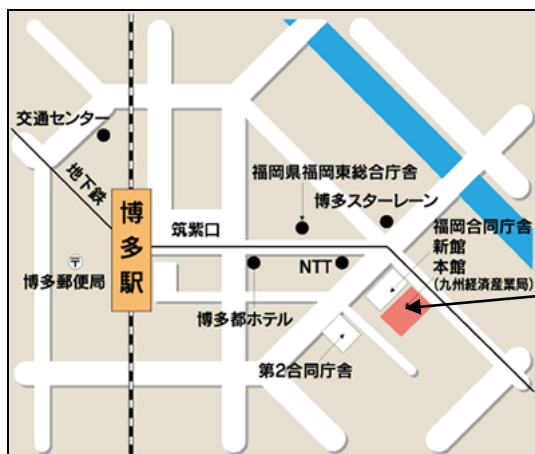 交通センター
地下鉄
福岡県福岡東総合庁舎
博多スターレーン
博多駅
筑紫口
福岡合同庁舎
新館
本館
(九州経済産業局)
〒
博多郵便局
NTT
博多都ホテル
第2合同庁舎